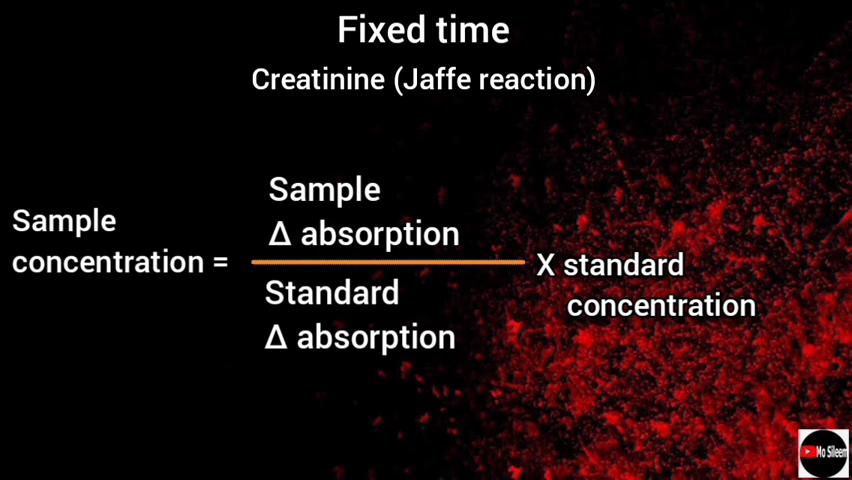 Fixed time
Creatinine (Jaffe reaction)
Sample
concentration =
Sample
Δ absorption
Standard
Δ absorption
X standard
concentration
Mo Sileem